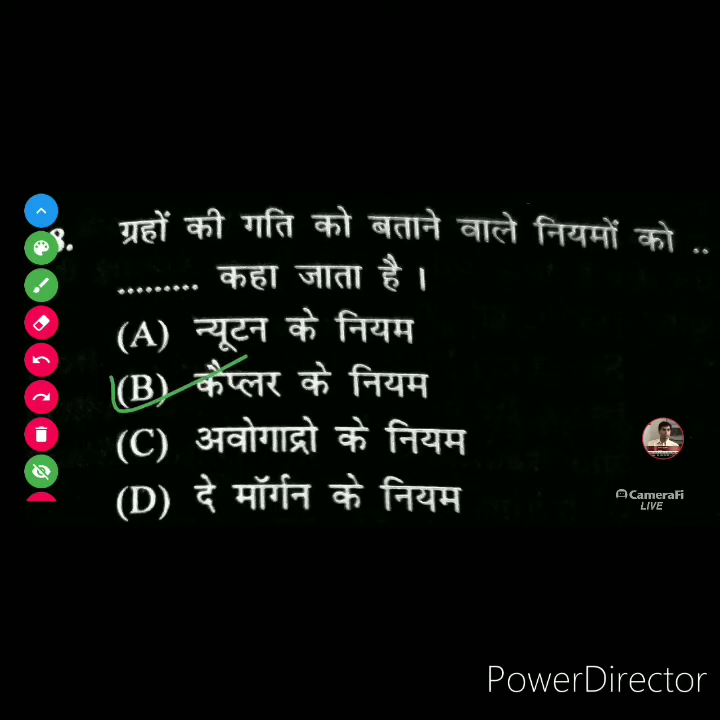 8. ग्रहों की गति को बताने वाले नियमों को ..
......... कहा जाता है ।
(A) न्यूटन के नियम
(B) कैप्लर के नियम
(C) अवोगाद्रो के नियम
(D) दे मॉर्गन के नियम
CameraFi
LIVE
PowerDirector